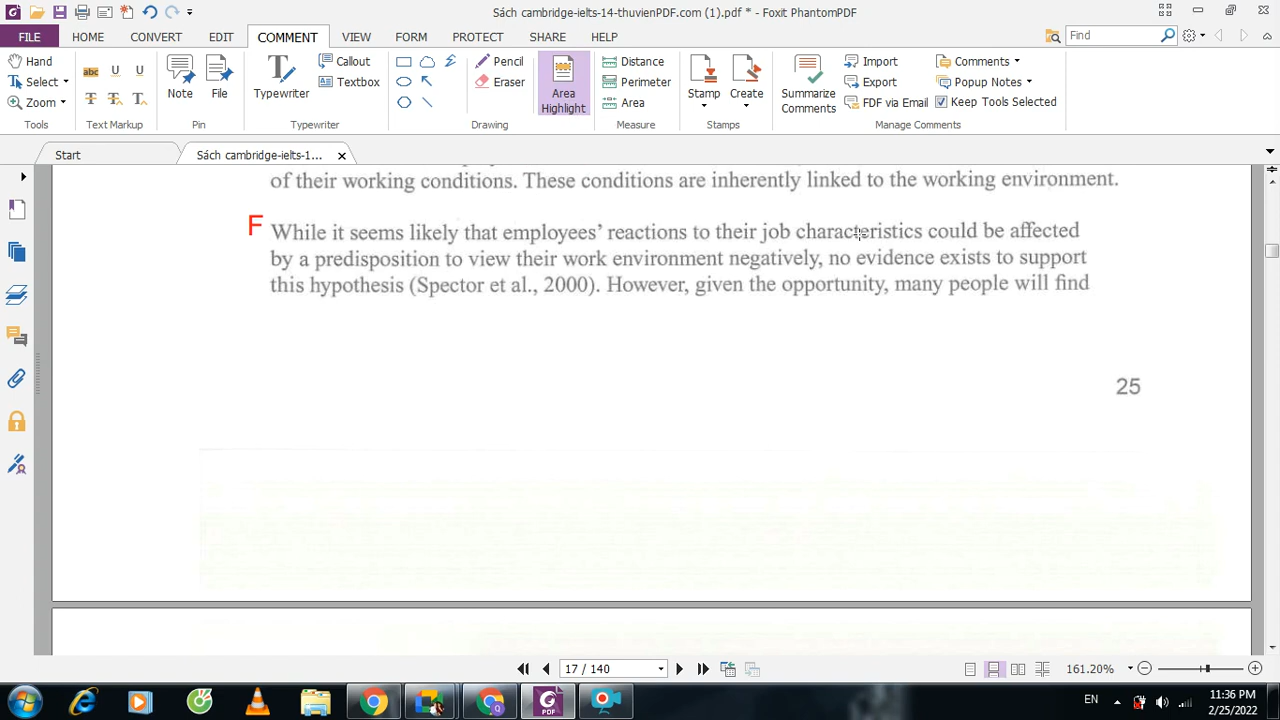 Sách cambridge-ielts-14-thuvienPDF.com (1).pdf * - Foxit PhantomPDF
FILE HOME CONVERT EDIT COMMENT VIEW FORM PROTECT SHARE HELP Find
Hand
Select
Zoom
Tools
abc U U
T T T
Text Markup
Note
File
Pin
Typewriter
Callout
Textbox
Typewriter
Pencil
Eraser
Drawing
Area
Highlight
Distance
Perimeter
Area
Measure
Stamp
Create
Stamps
Summarize
Comments
Import
Export
FDF via Email
Comments
Popup Notes
Keep Tools Selected
Manage Comments
Start
Sách cambridge-ielts-1...
of their working conditions. These conditions are inherently linked to the working environment.
F While it seems likely that employees’ reactions to their job characteristics could be affected
by a predisposition to view their work environment negatively, no evidence exists to support
this hypothesis (Spector et al., 2000). However, given the opportunity, many people will find
25
17 / 140
161.20%
PDF
EN
11:36 PM
2/25/2022